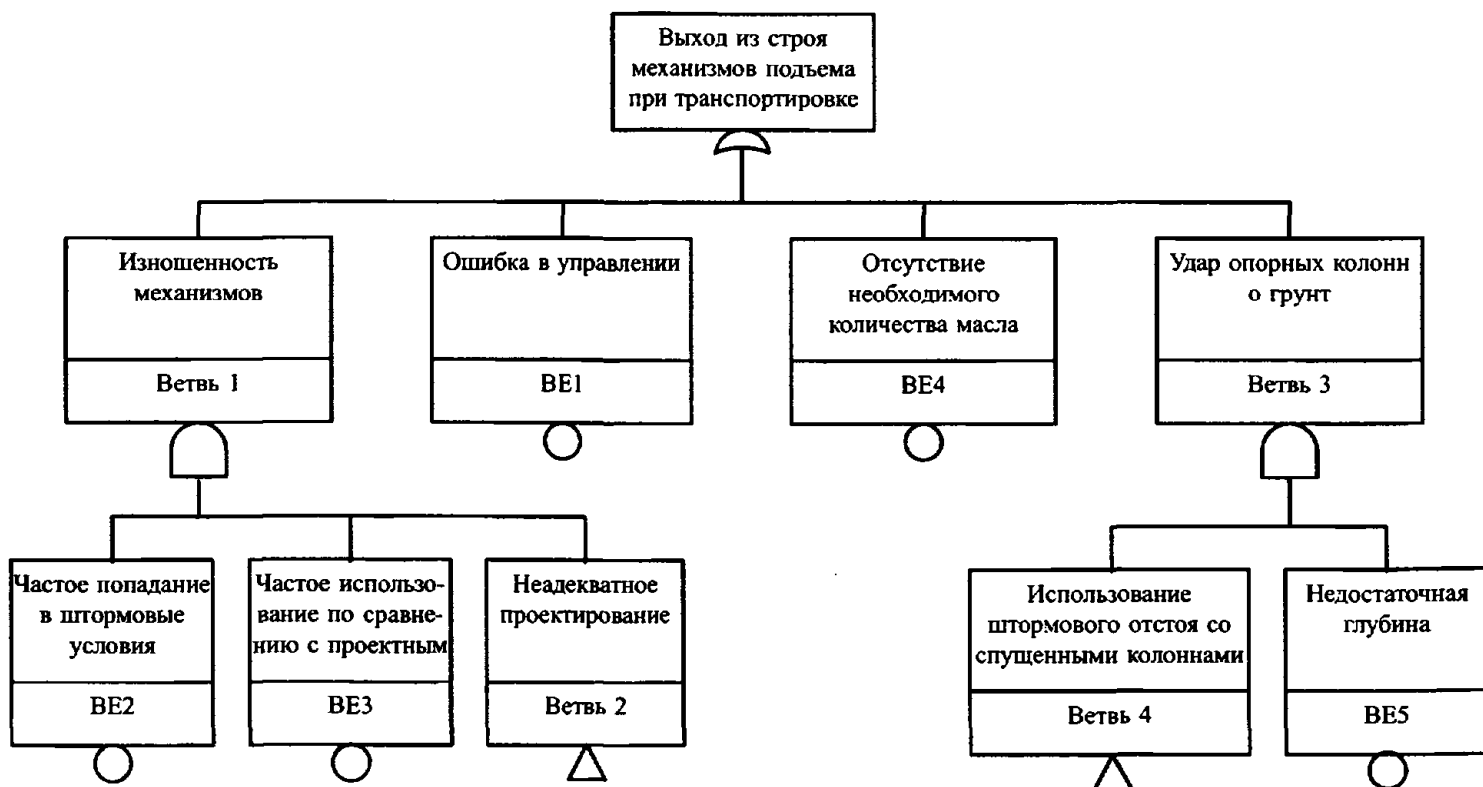 Выход из строя
механизмов подъема
при транспортировке
Изношенность
механизмов
Ветвь 1
Ошибка в управлении
BE1
Отсутствие
необходимого
количества масла
BE4
Удар опорных колонн
о грунт
Ветвь 3
Частое попадание
в штормовые
условия
BE2
Частое использо-
вание по сравне-
нию с проектным
BE3
Неадекватное
проектирование
Ветвь 2
Использование
штормового отстоя со
спущенными колоннами
Ветвь 4
Недостаточная
глубина
BE5